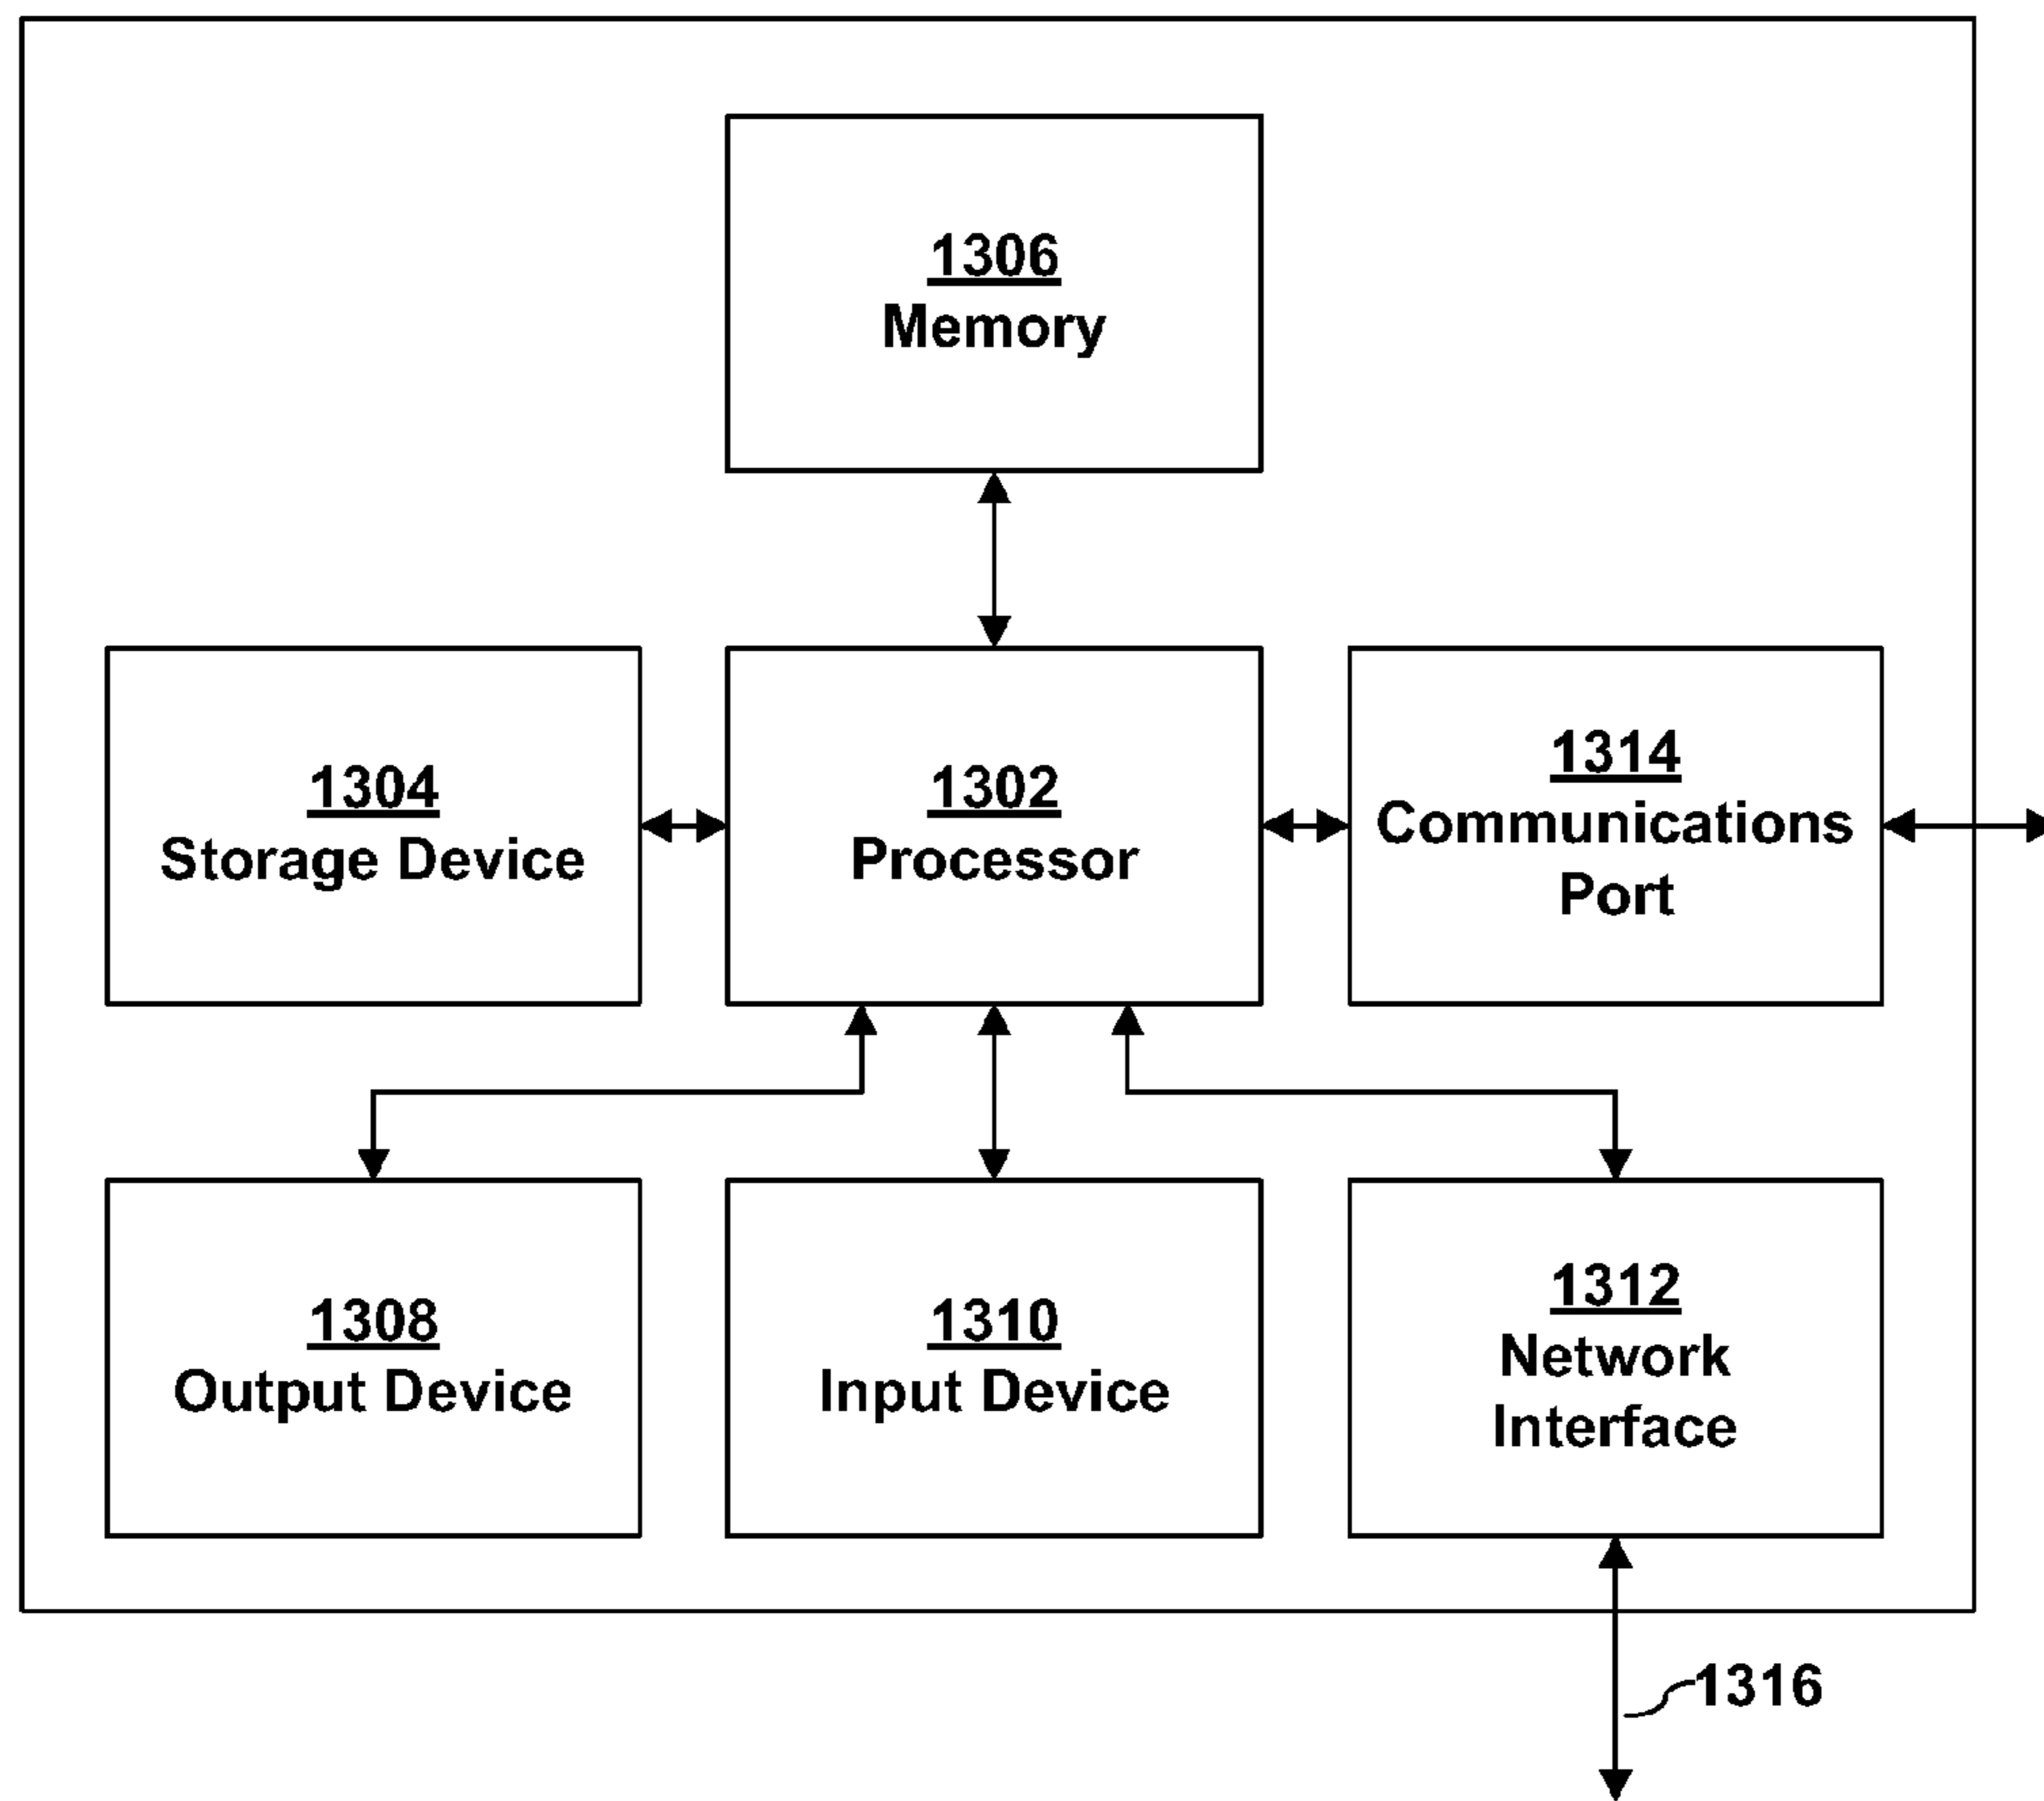 1306
Memory
1304
Storage Device
1302
Processor
1314
Communications
Port
1308
Output Device
1310
Input Device
1312
Network
Interface
1316